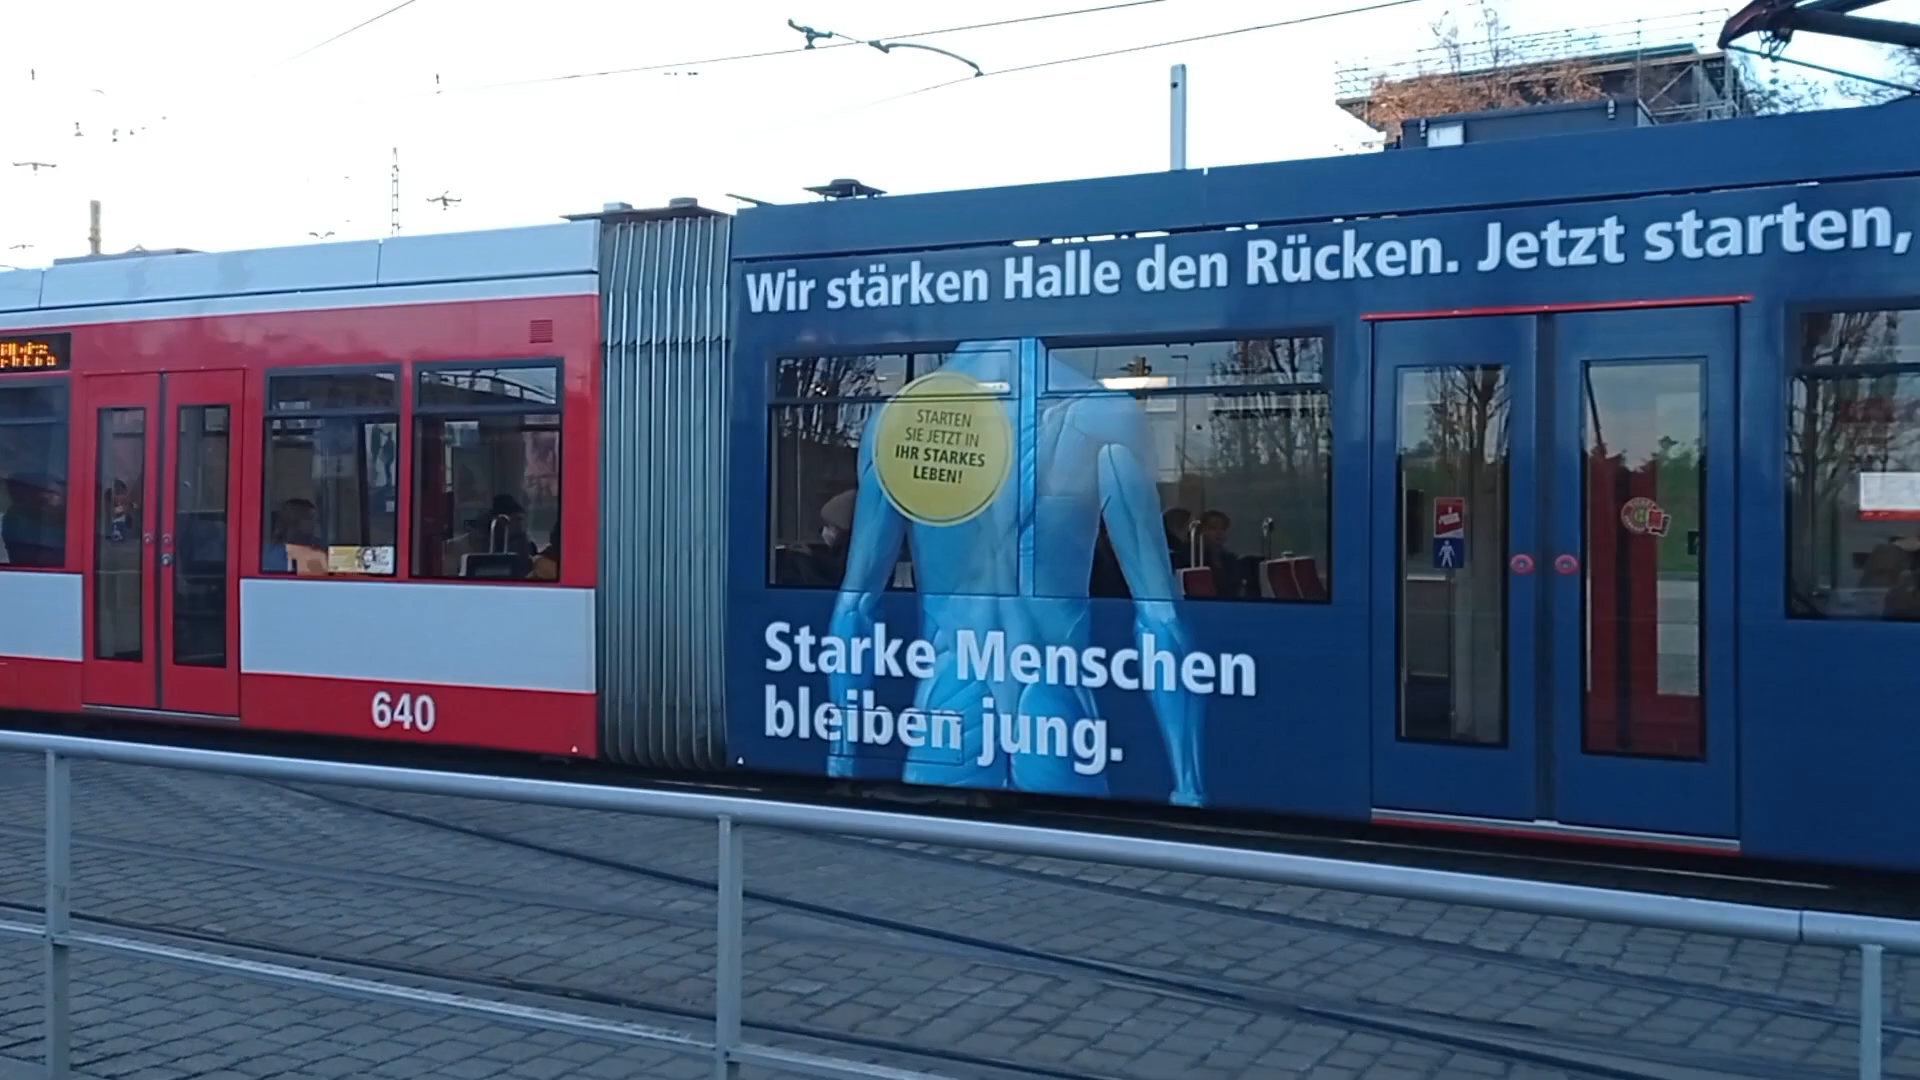 Wir stärken Halle den Rücken. Jetzt starten,
STARTEN
SIE JETZT IN
IHR STARKES
LEBEN!
Starke Menschen
bleiben jung.
640